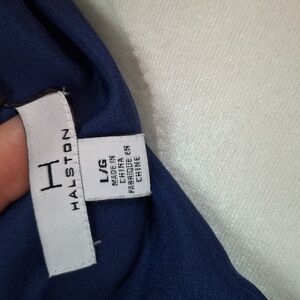 H
HALSTON
L/G
MADE IN
CHINA
FABRIQUÉ EN
CHINE